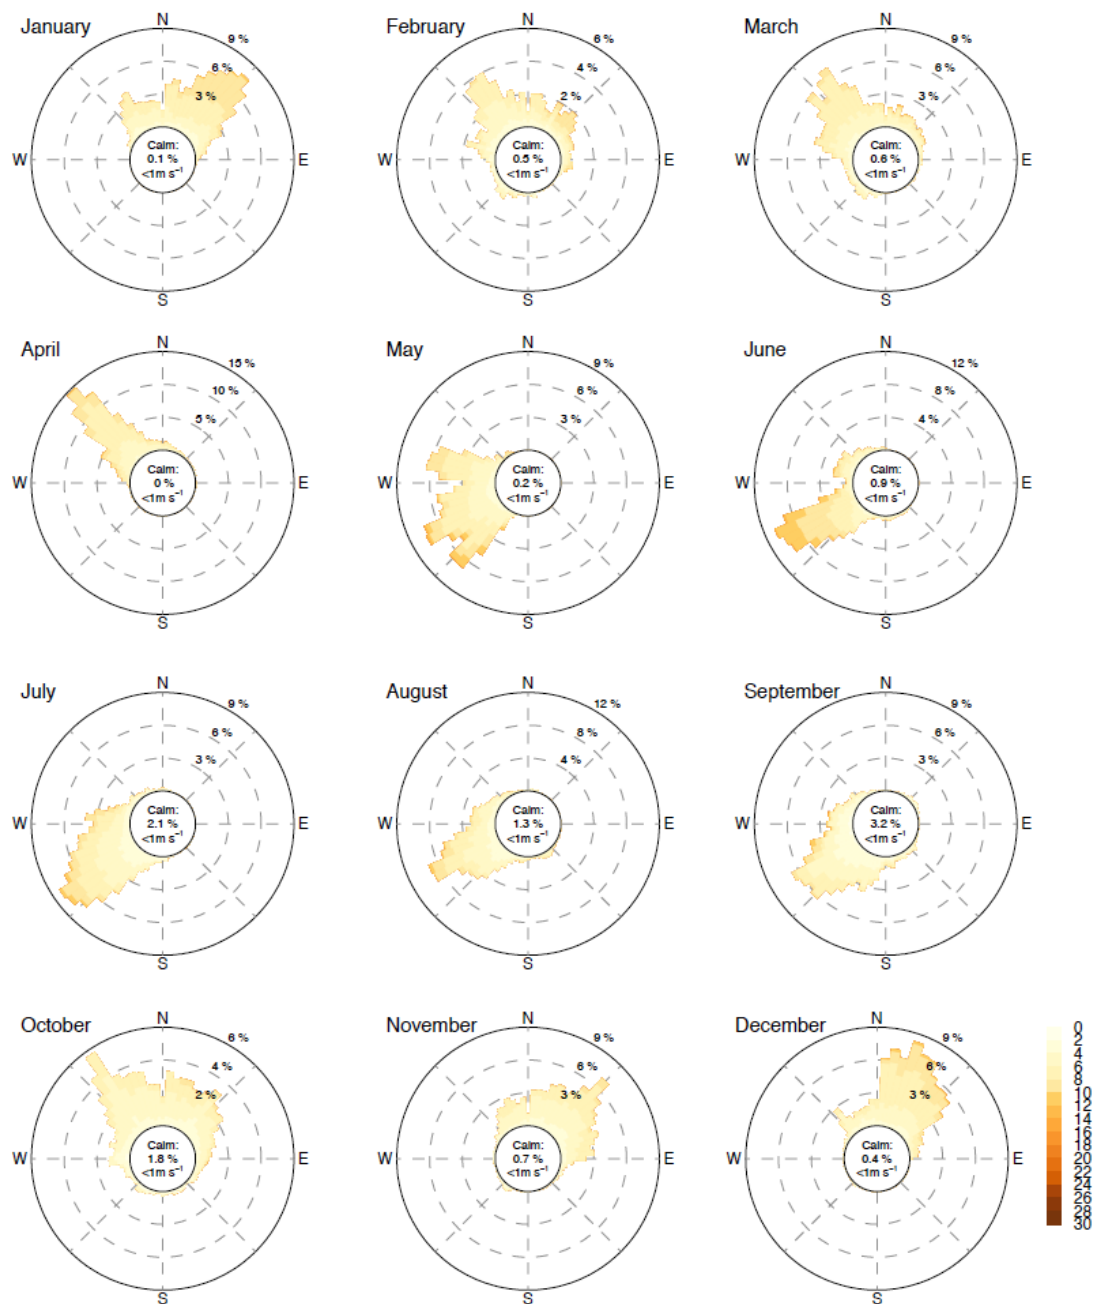 January
N
9 %
6 %
3 %
W
Calm:
0.1 %
<1m s⁻¹
E
S
February
N
6 %
4 %
2 %
W
Calm:
0.5 %
<1m s⁻¹
E
S
March
N
9 %
6 %
3 %
W
Calm:
0.6 %
<1m s⁻¹
E
S
April
N
15 %
10 %
5 %
W
Calm:
0 %
<1m s⁻¹
E
S
May
N
9 %
6 %
3 %
W
Calm:
0.2 %
<1m s⁻¹
E
S
June
N
12 %
8 %
4 %
W
Calm:
0.9 %
<1m s⁻¹
E
S
July
N
9 %
6 %
3 %
W
Calm:
2.1 %
<1m s⁻¹
E
S
August
N
12 %
8 %
4 %
W
Calm:
1.3 %
<1m s⁻¹
E
S
September
N
9 %
6 %
3 %
W
Calm:
3.2 %
<1m s⁻¹
E
S
October
N
6 %
4 %
2 %
W
Calm:
1.8 %
<1m s⁻¹
E
S
November
N
9 %
6 %
3 %
W
Calm:
0.7 %
<1m s⁻¹
E
S
December
N
9 %
6 %
3 %
W
Calm:
0.4 %
<1m s⁻¹
E
S
0
2
4
6
8
10
12
14
16
18
20
22
24
26
28
30